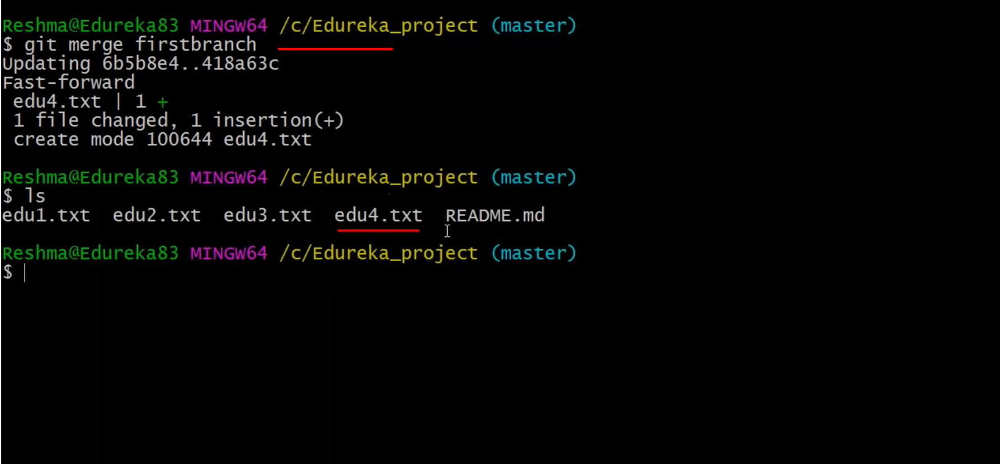 Reshma@Edureka83 MINGW64 /c/Edureka_project (master)
$ git merge firstbranch
Updating 6b5b8e4..418a63c
Fast-forward
 edu4.txt | 1 +
 1 file changed, 1 insertion(+)
 create mode 100644 edu4.txt
Reshma@Edureka83 MINGW64 /c/Edureka_project (master)
$ ls
edu1.txt  edu2.txt  edu3.txt  edu4.txt  README.md
Reshma@Edureka83 MINGW64 /c/Edureka_project (master)
$